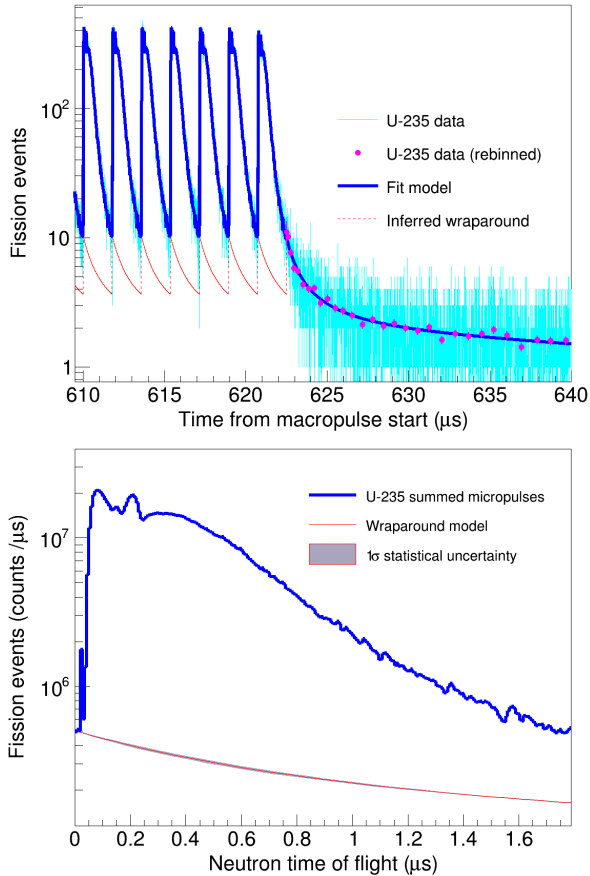 Fission events
10²
10
1
U-235 data
U-235 data (rebinned)
Fit model
Inferred wraparound
610 615 620 625 630 635 640
Time from macropulse start (μs)
Fission events (counts /μs)
10⁷
10⁶
U-235 summed micropulses
Wraparound model
1σ statistical uncertainty
0 0.2 0.4 0.6 0.8 1 1.2 1.4 1.6
Neutron time of flight (μs)